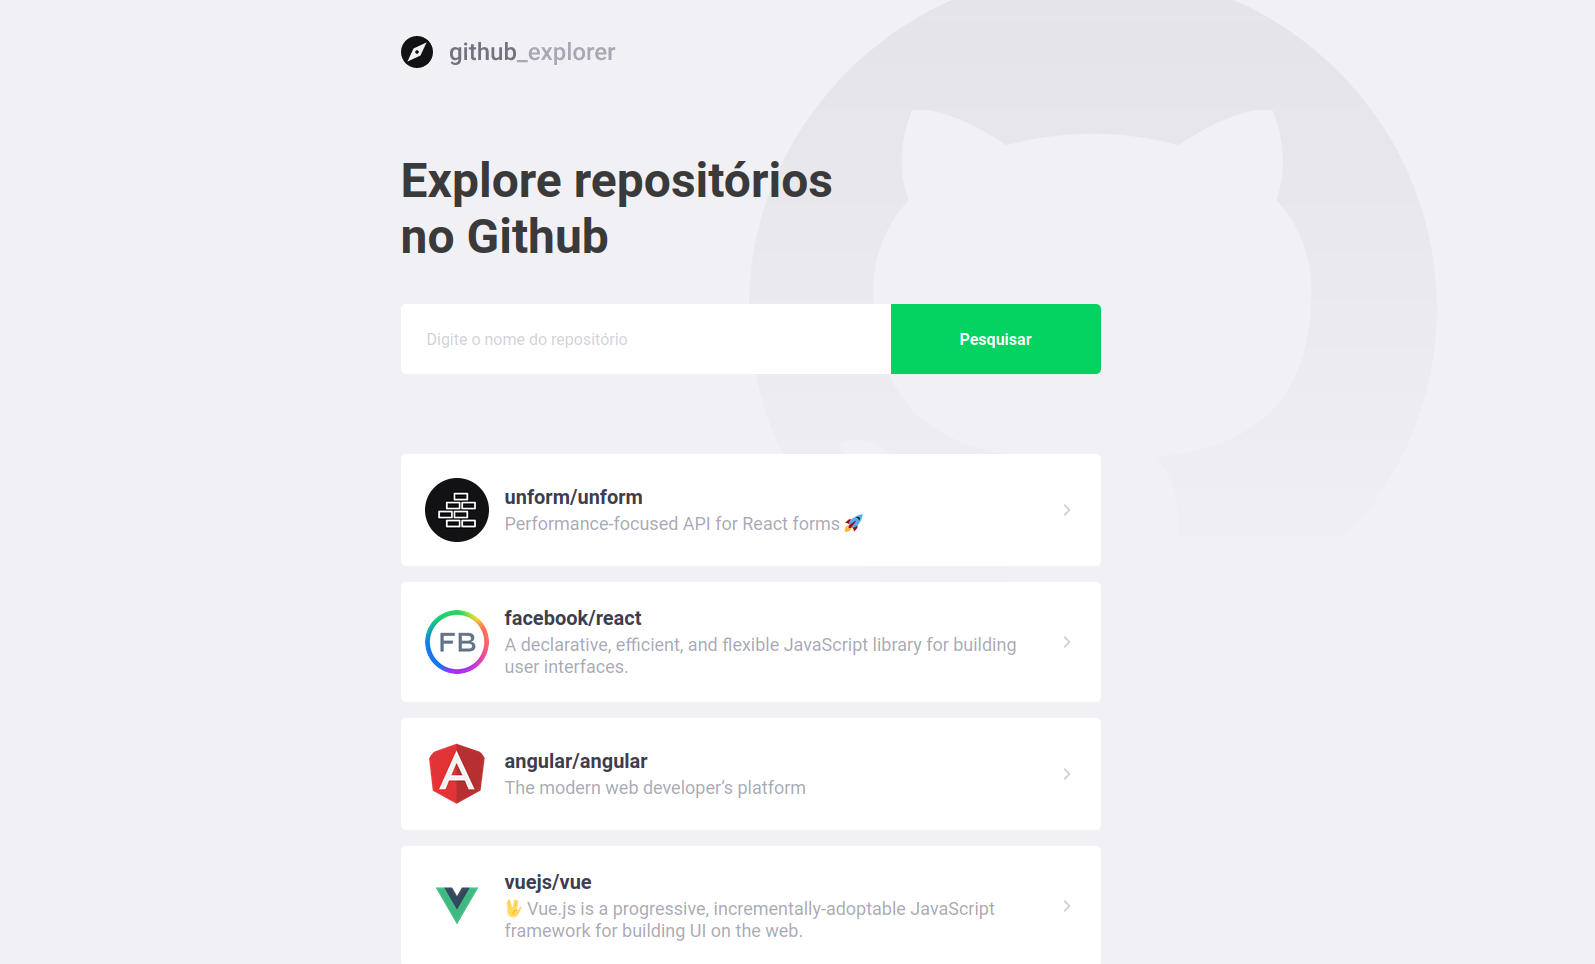 github_explorer
Explore repositórios
no Github
Digite o nome do repositório
Pesquisar
unform/unform
Performance-focused API for React forms 🚀
FB
facebook/react
A declarative, efficient, and flexible JavaScript library for building
user interfaces.
A
angular/angular
The modern web developer’s platform
vuejs/vue
🖖 Vue.js is a progressive, incrementally-adoptable JavaScript
framework for building UI on the web.